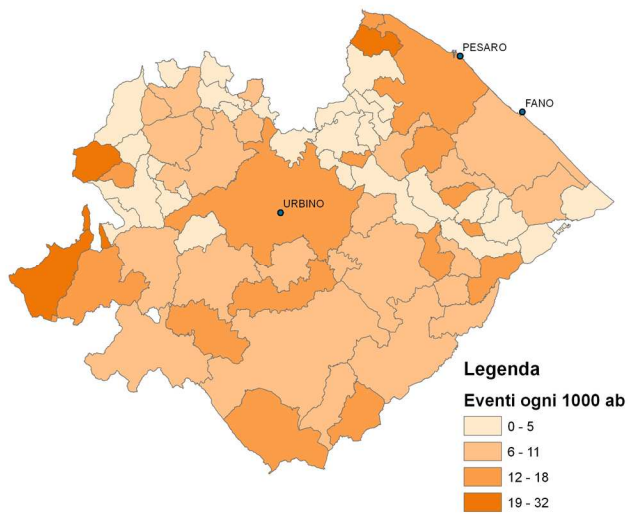 PESARO
FANO
URBINO
Legenda
Eventi ogni 1000 ab
0 - 5
6 - 11
12 - 18
19 - 32